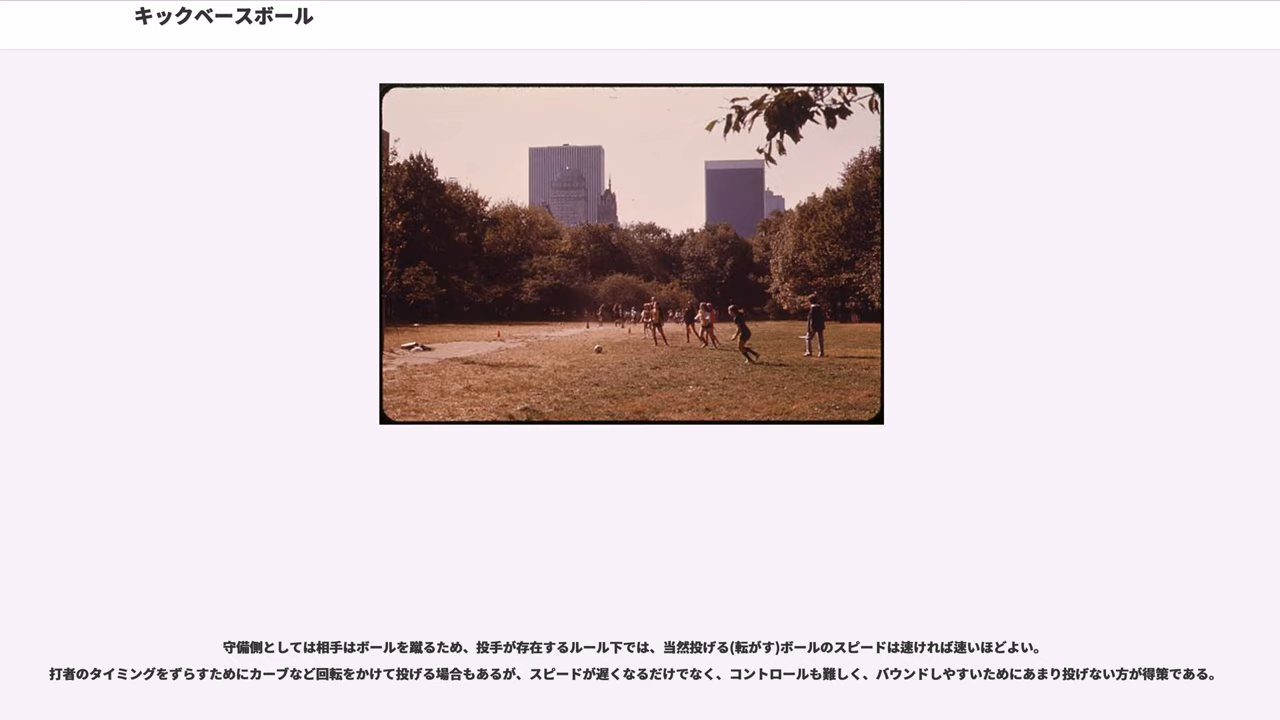 キックベースボール
守備側としては相手はボールを蹴るため、投手が存在するルール下では、当然投げる(転がす)ボールのスピードは速ければ速いほどよい。
打者のタイミングをずらすためにカーブなど回転をかけて投げる場合もあるが、スピードが遅くなるだけでなく、コントロールも難しく、バウンドしやすいためにあまり投げない方が得策である。